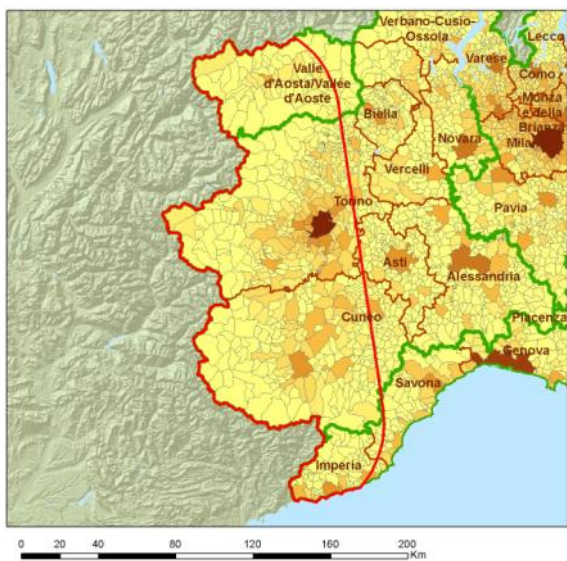 Verbano-Cusio-
Ossola
Lecco
Varese
Valle
d'Aosta/Vallée
d'Aoste
Como
Monza
e della
Brianza
Biella
Novara
Milan
Vercelli
Torino
Pavia
Asti
Alessandria
Cuneo
Piacenza
Genova
Savona
Imperia
0 20 40 80 120 160 200
Km